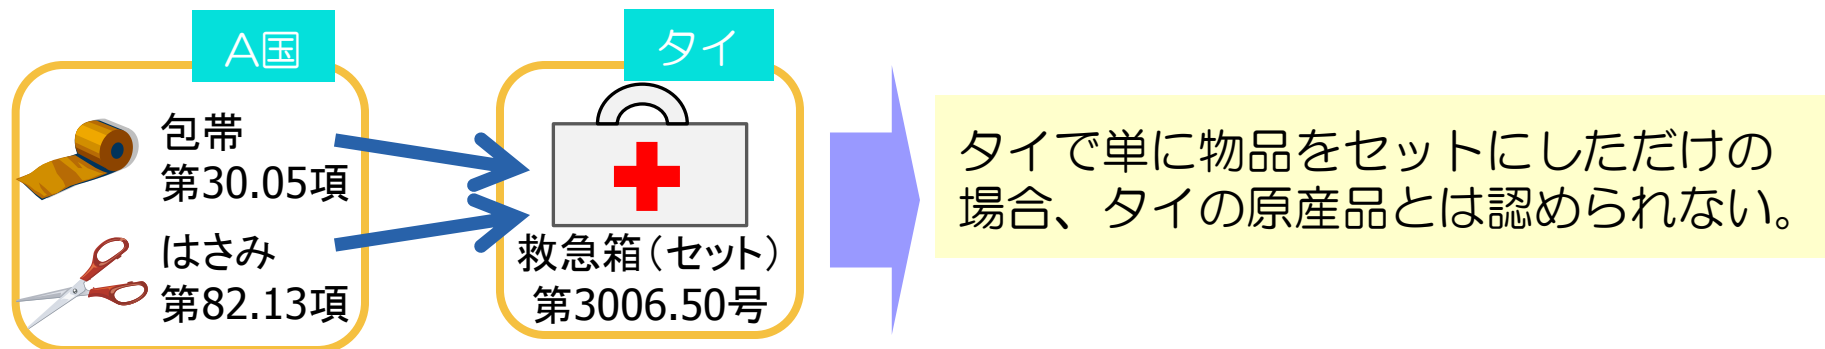 A国
包帯
第30.05項
はさみ
第82.13項
タイ
救急箱（セット）
第3006.50号
タイで単に物品をセットにしただけの
場合、タイの原産品とは認められない。